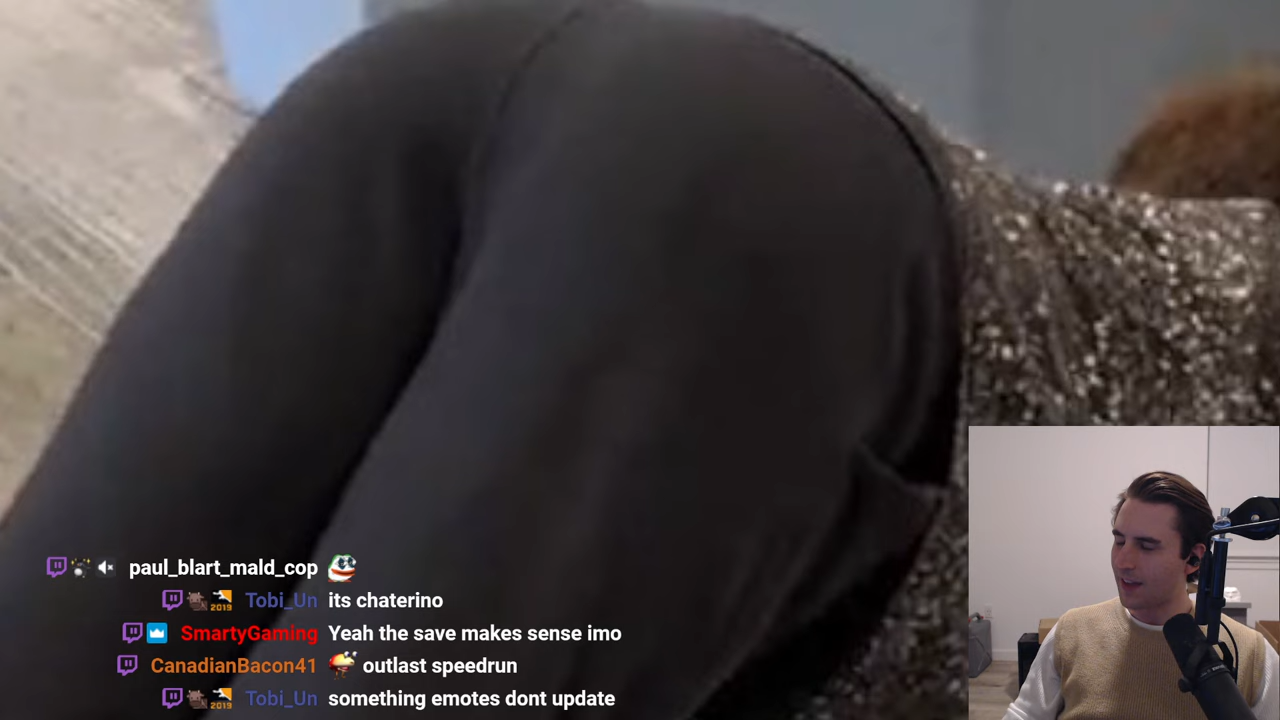 paul_blart_mald_cop
Tobi_Un its chaterino
SmartyGaming Yeah the save makes sense imo
CanadianBacon41 outlast speedrun
Tobi_Un something emotes dont update